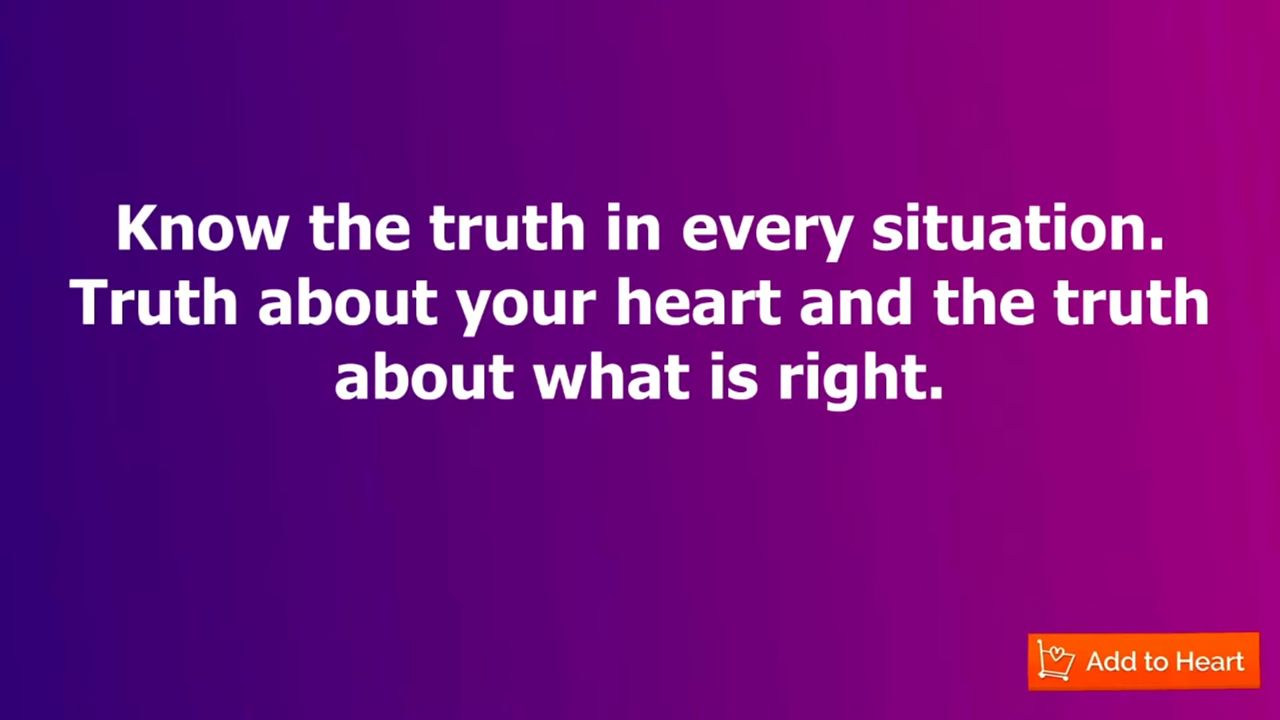 Know the truth in every situation.
Truth about your heart and the truth
about what is right.
Add to Heart